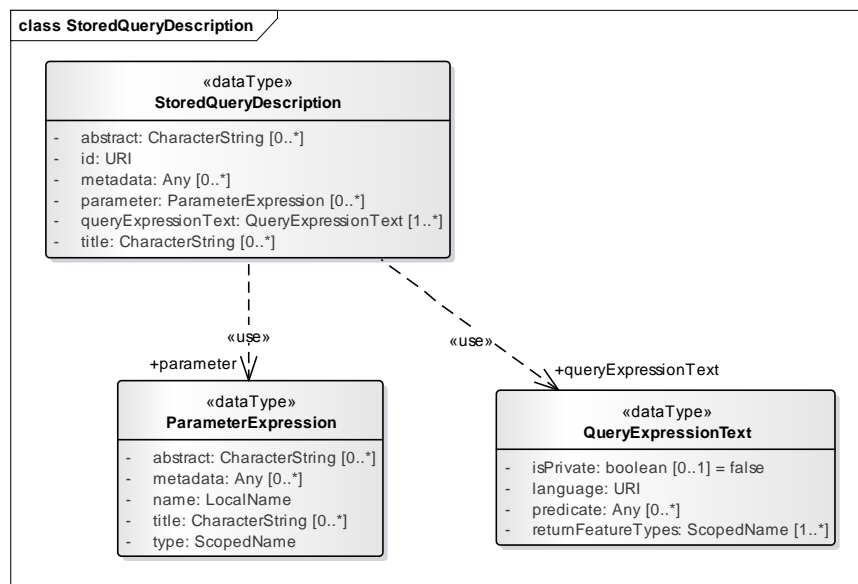 class StoredQueryDescription
«dataType»
StoredQueryDescription
- abstract: CharacterString [0..*]
- id: URI
- metadata: Any [0..*]
- parameter: ParameterExpression [0..*]
- queryExpressionText: QueryExpressionText [1..*]
- title: CharacterString [0..*]
«use»
«use»
+parameter
+queryExpressionText
«dataType»
ParameterExpression
- abstract: CharacterString [0..*]
- metadata: Any [0..*]
- name: LocalName
- title: CharacterString [0..*]
- type: ScopedName
«dataType»
QueryExpressionText
- isPrivate: boolean [0..1] = false
- language: URI
- predicate: Any [0..*]
- returnFeatureTypes: ScopedName [1..*]